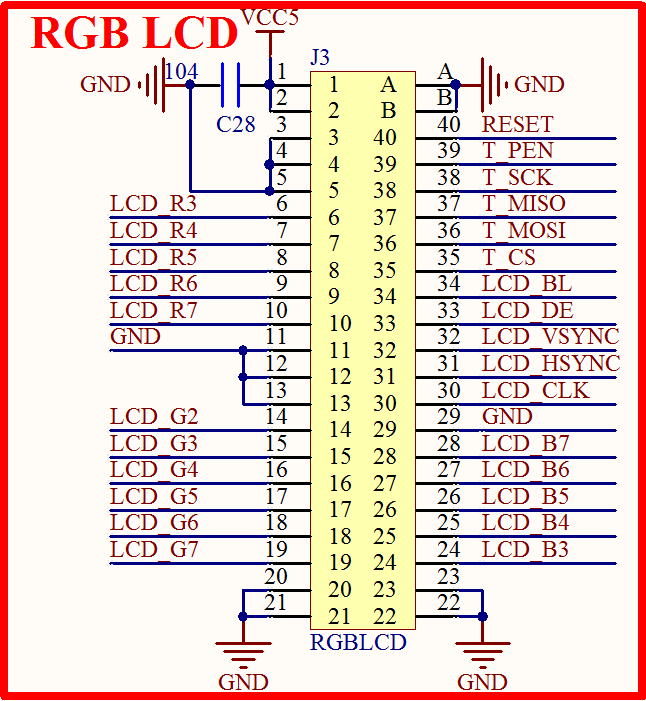 RGB LCD
VCC5
J3
GND 104 1 1 A A GND
C28 2 2 B B
3 3 40 40 RESET
4 4 39 39 T_PEN
5 5 38 38 T_SCK
LCD_R3 6 6 37 37 T_MISO
LCD_R4 7 7 36 36 T_MOSI
LCD_R5 8 8 35 35 T_CS
LCD_R6 9 9 34 34 LCD_BL
LCD_R7 10 10 33 33 LCD_DE
GND 11 11 32 32 LCD_VSYNC
12 12 31 31 LCD_HSYNC
13 13 30 30 LCD_CLK
LCD_G2 14 14 29 29 GND
LCD_G3 15 15 28 28 LCD_B7
LCD_G4 16 16 27 27 LCD_B6
LCD_G5 17 17 26 26 LCD_B5
LCD_G6 18 18 25 25 LCD_B4
LCD_G7 19 19 24 24 LCD_B3
20 20 23 23
21 21 22 22
RGBLCD
GND GND